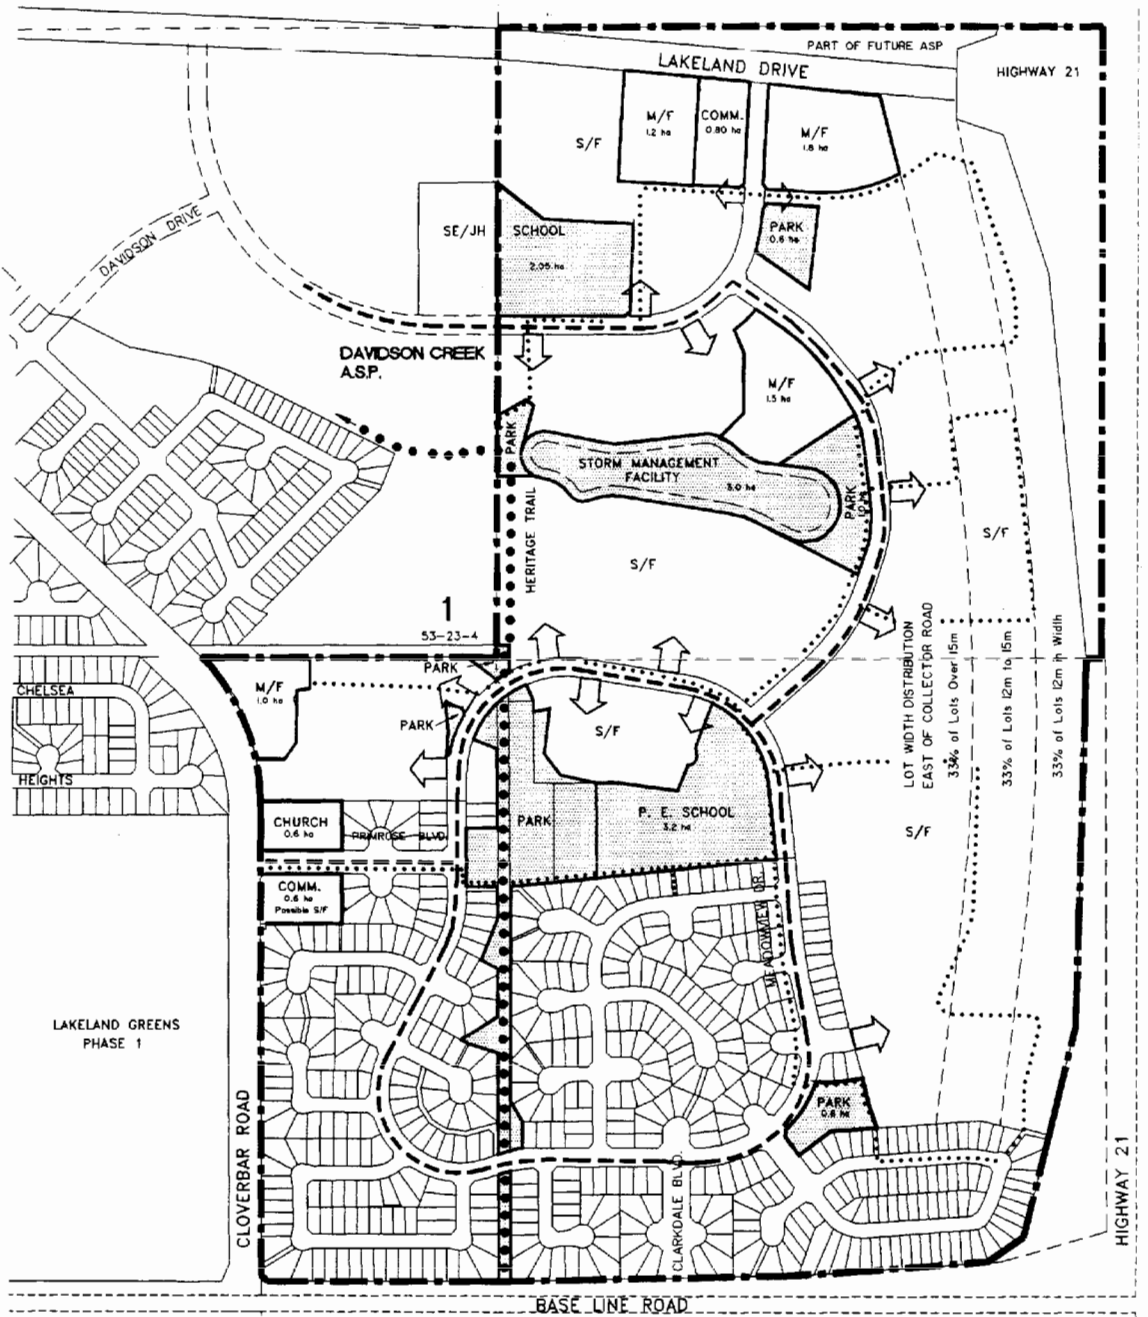 PART OF FUTURE ASP
LAKELAND DRIVE
HIGHWAY 21
M/F
1.2 ha
COMM.
0.80 ha
M/F
1.8 ha
S/F
DAVIDSON DRIVE
SE/JH
SCHOOL
2.05 ha
PARK
0.6 ha
DAVIDSON CREEK
A.S.P.
M/F
1.5 ha
PARK
STORM MANAGEMENT
FACILITY
PARK
HERITAGE TRAIL
S/F
S/F
1
53-23-4
PARK
LOT WIDTH DISTRIBUTION
EAST OF COLLECTOR ROAD
33% of Lots Over 15m
33% of Lots 12m to 15m
33% of Lots 12m in Width
CHELSEA
HEIGHTS
M/F
1.0 ha
PARK
S/F
CHURCH
0.6 ha
PRIMROSE BLVD.
PARK
P. E. SCHOOL
3.2 ha
S/F
COMM.
0.6 ha
Possible S/F
MEADOWVIEW DR.
LAKELAND GREENS
PHASE 1
CLOVERBAR ROAD
PARK
0.6 ha
CLARKDALE BLVD.
HIGHWAY 21
BASE LINE ROAD